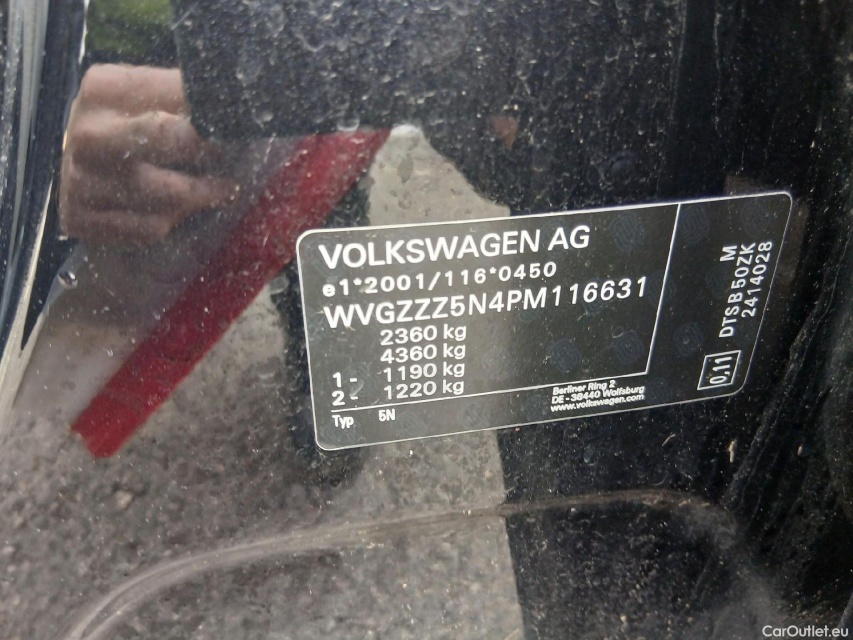 VOLKSWAGEN AG
e1*2001/116*0450
WVGZZZ5N4PM116631
2360 kg
4360 kg
1- 1190 kg
2- 1220 kg
Typ 5N
Berliner Ring 2
DE - 38440 Wolfsburg
www.volkswagen.com
M
DTSB50ZK
2414028
0,11
CarOutlet.eu